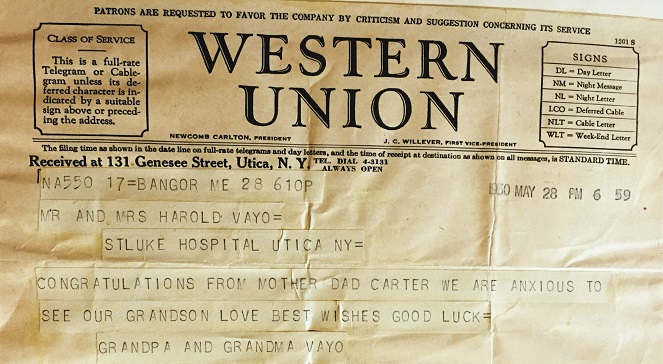 PATRONS ARE REQUESTED TO FAVOR THE COMPANY BY CRITICISM AND SUGGESTION CONCERNING ITS SERVICE
1201 S
CLASS OF SERVICE
This is a full-rate
Telegram or Cable-
gram unless its de-
ferred character is in-
dicated by a suitable
sign above or preced-
ing the address.
WESTERN
UNION
NEWCOMB CARLTON, PRESIDENT
J. C. WILLEVER, FIRST VICE-PRESIDENT
SIGNS
DL = Day Letter
NM = Night Message
NL = Night Letter
LCO = Deferred Cable
NLT = Cable Letter
WLT = Week-End Letter
The filing time as shown in the date line on full-rate telegrams and day letters, and the time of receipt at destination as shown on all messages, is STANDARD TIME.
Received at 131 Genesee Street, Utica, N. Y. TEL. DIAL 4-3131
ALWAYS OPEN
NA550 17=BANGOR ME 28 610P
1930 MAY 28 PM 6 59
MR AND MRS HAROLD VAYO=
STLUKE HOSPITAL UTICA NY=
CONGRATULATIONS FROM MOTHER DAD CARTER WE ARE ANXIOUS TO
SEE OUR GRANDSON LOVE BEST WISHES GOOD LUCK=
GRANDPA AND GRANDMA VAYO